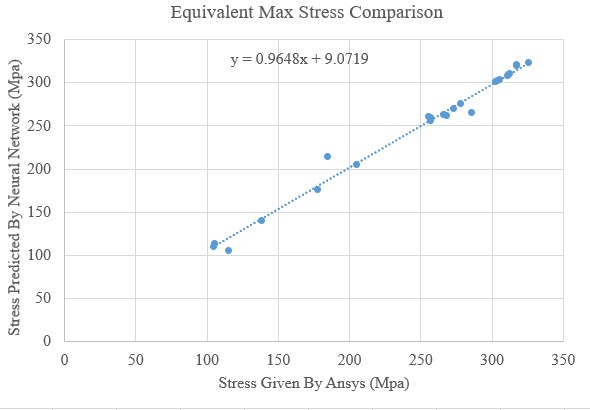 Equivalent Max Stress Comparison
350
300
250
200
150
100
50
0
y = 0.9648x + 9.0719
Stress Predicted By Neural Network (Mpa)
0 50 100 150 200 250 300 350
Stress Given By Ansys (Mpa)